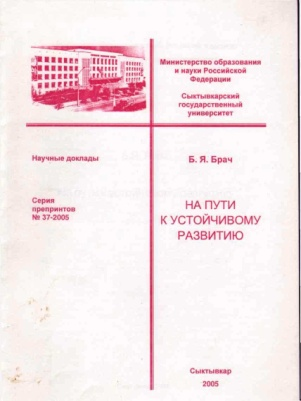 Министерство образования
и науки Российской
Федерации
Сыктывкарский
государственный
университет
Научные доклады
Б. Я. Брач
Серия
препринтов
№ 37-2005
НА ПУТИ
К УСТОЙЧИВОМУ
РАЗВИТИЮ
Сыктывкар
2005